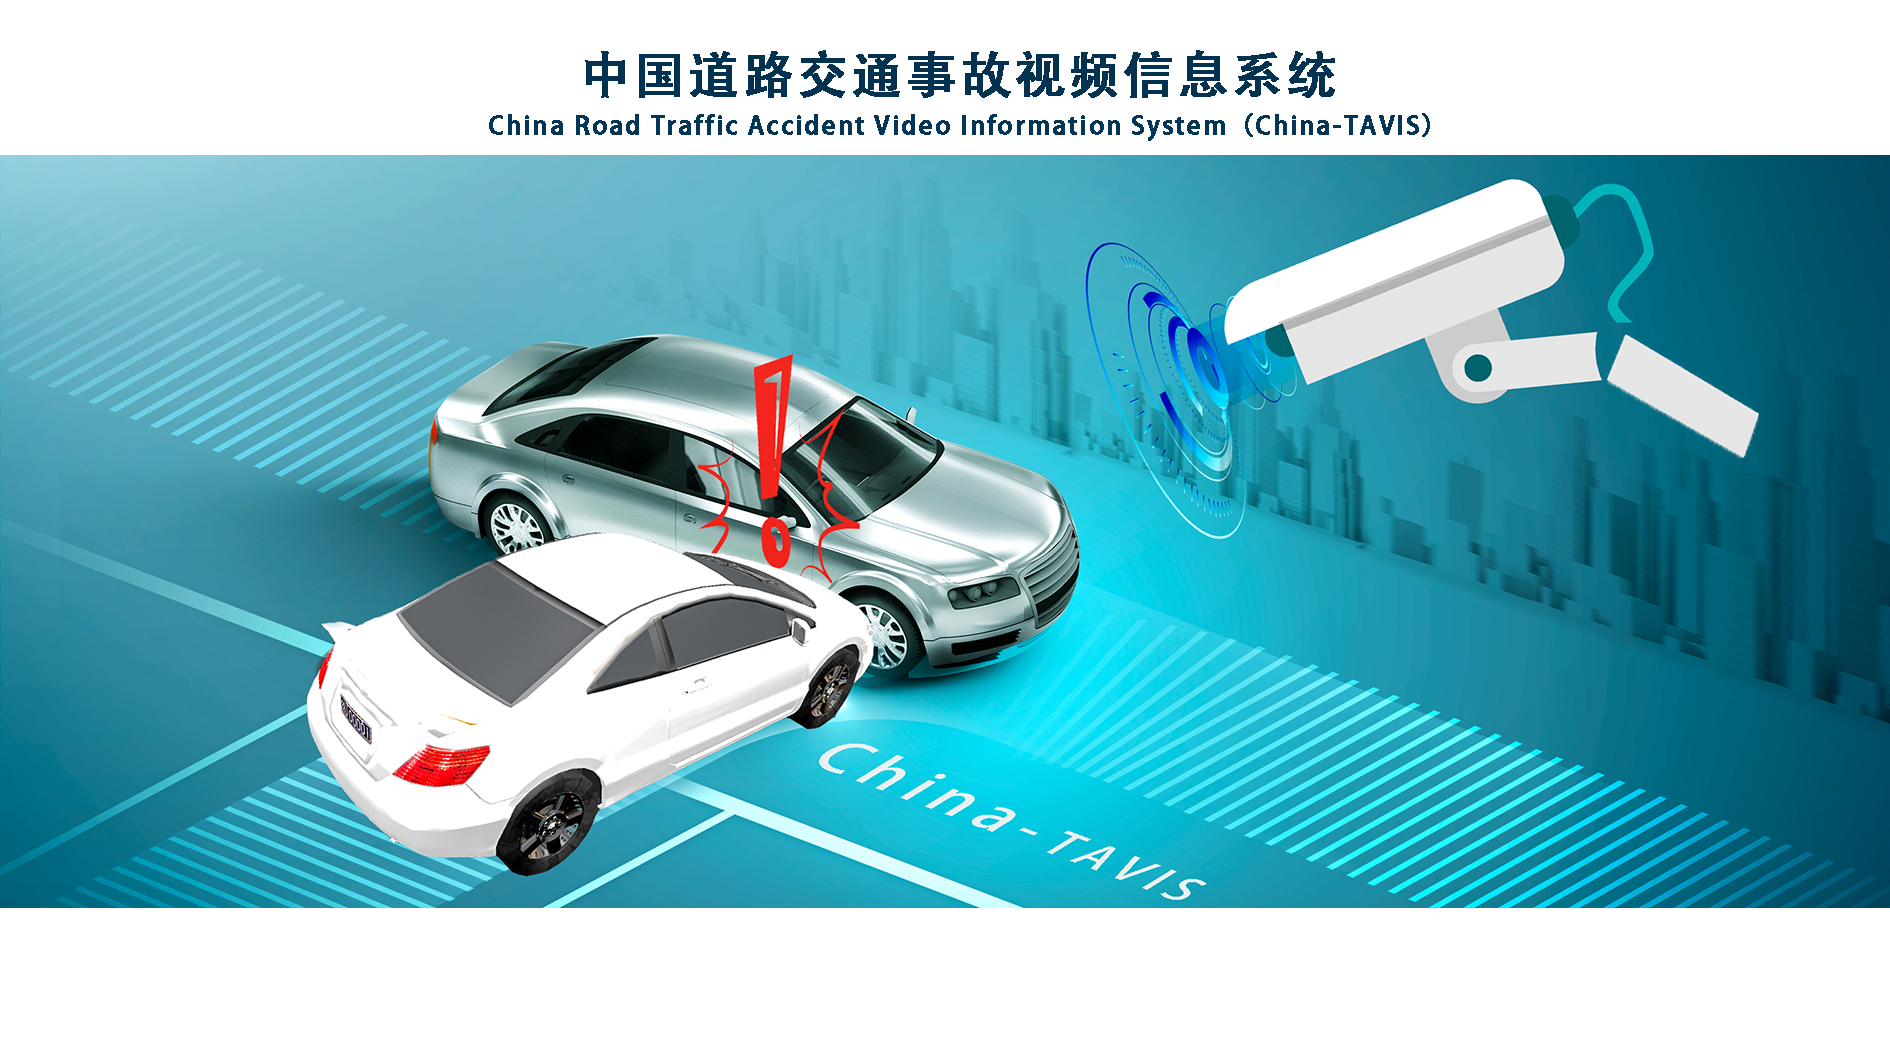 中国道路交通事故视频信息系统
China Road Traffic Accident Video Information System（China-TAVIS）
China-TAVIS